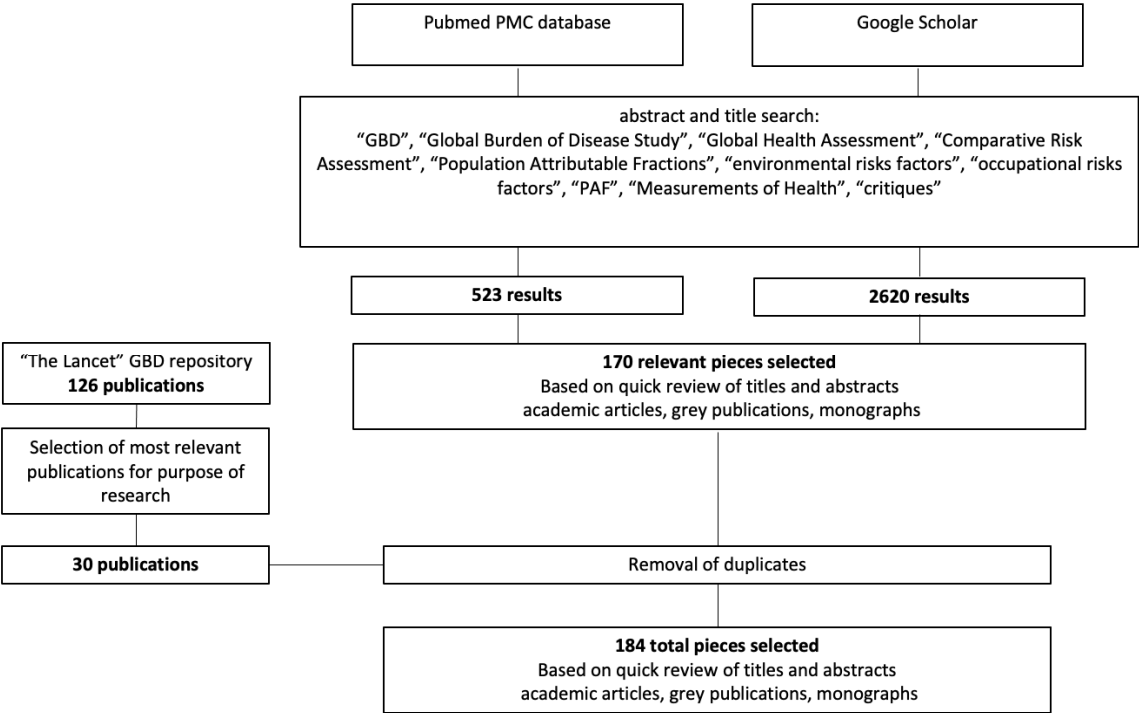 Pubmed PMC database
Google Scholar
abstract and title search:
“GBD”, “Global Burden of Disease Study”, “Global Health Assessment”, “Comparative Risk
Assessment”, “Population Attributable Fractions”, “environmental risks factors”, “occupational risks
factors”, “PAF”, “Measurements of Health”, “critiques”
523 results
2620 results
“The Lancet” GBD repository
126 publications
170 relevant pieces selected
Based on quick review of titles and abstracts
academic articles, grey publications, monographs
Selection of most relevant
publications for purpose of
research
30 publications
Removal of duplicates
184 total pieces selected
Based on quick review of titles and abstracts
academic articles, grey publications, monographs